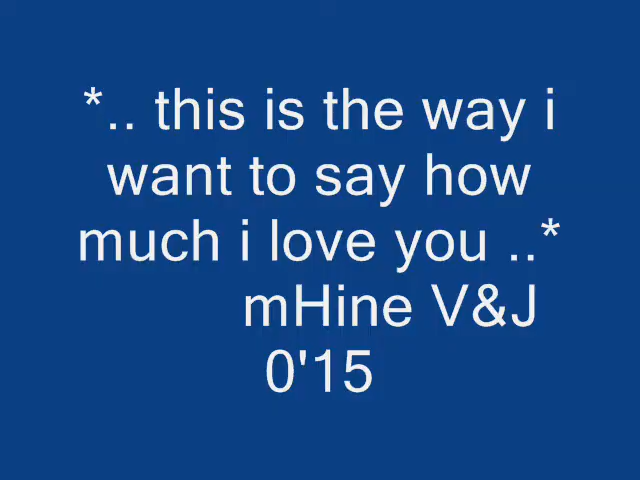 *.. this is the way i
want to say how
much i love you ..*
mHine V&J
0'15